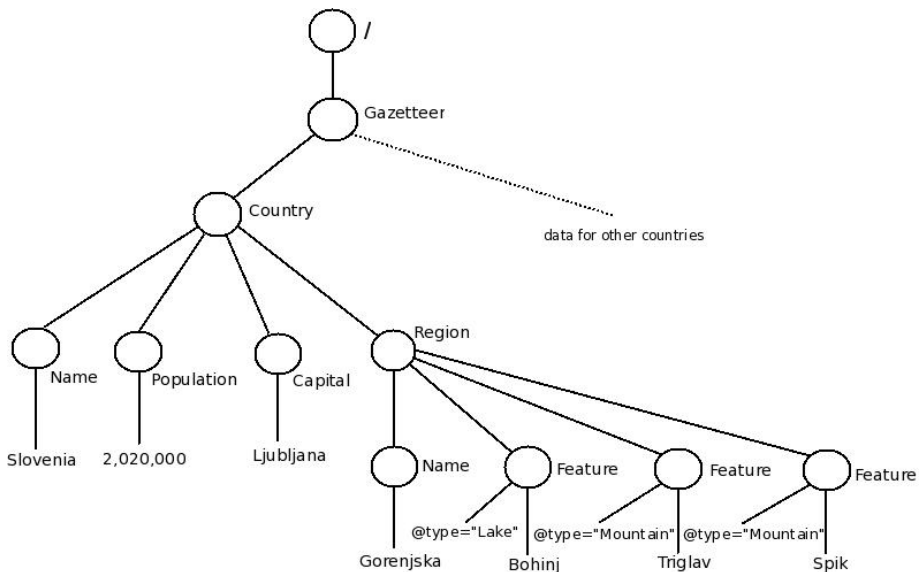 /
Gazetteer
Country
data for other countries
Region
Name
Population
Capital
Slovenia
2,020,000
Ljubljana
Name
Feature
Feature
Feature
@type="Lake"
@type="Mountain"
@type="Mountain"
Gorenjska
Bohinj
Triglav
Spik